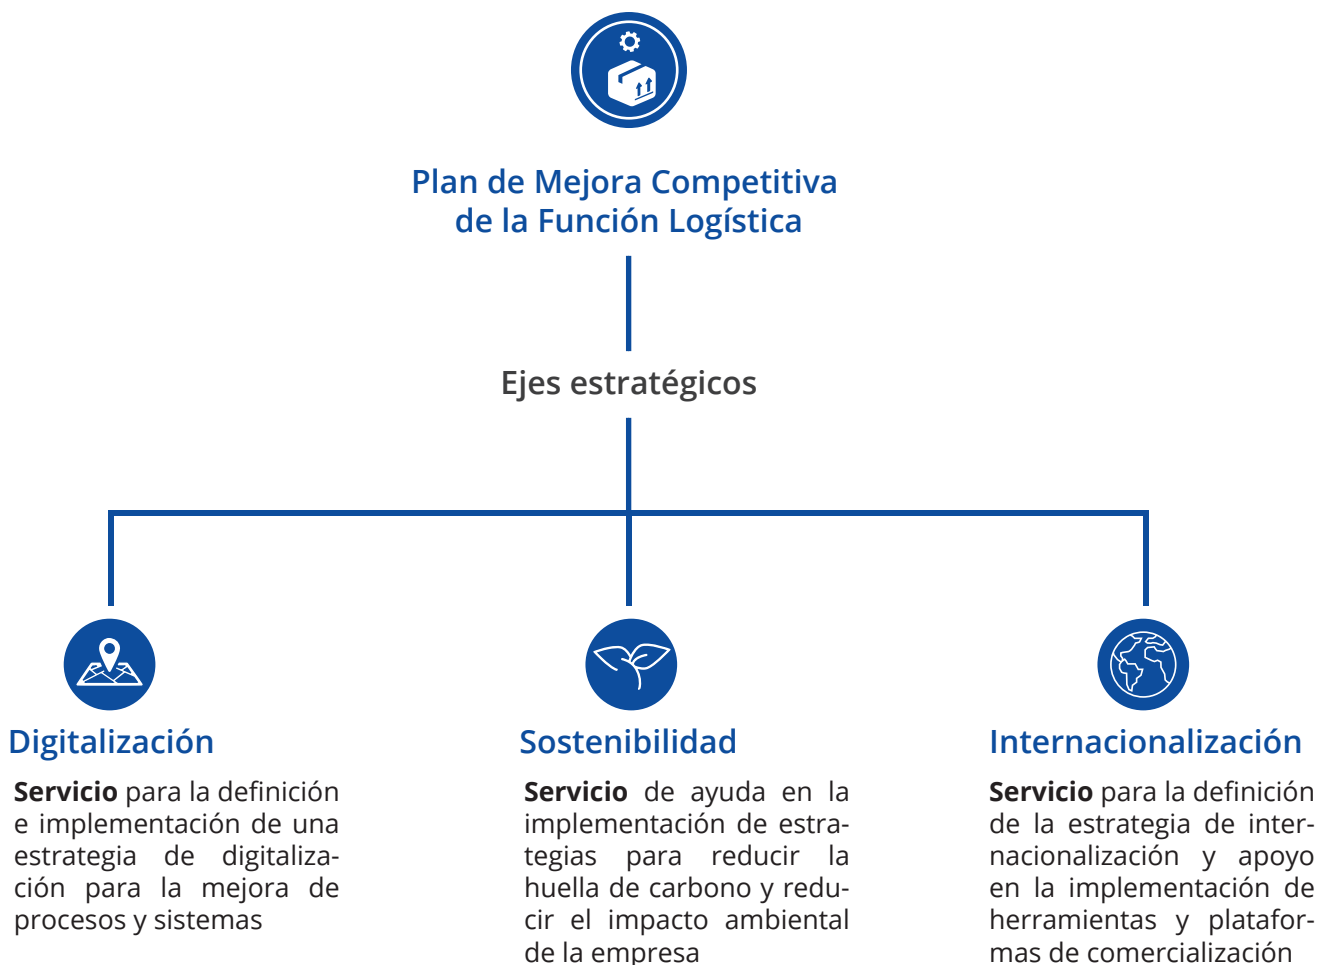 Plan de Mejora Competitiva
de la Función Logística
Ejes estratégicos
Digitalización
Servicio para la definición
e implementación de una
estrategia de digitaliza-
ción para la mejora de
procesos y sistemas
Sostenibilidad
Servicio de ayuda en la
implementación de estra-
tegias para reducir la
huella de carbono y redu-
cir el impacto ambiental
de la empresa
Internacionalización
Servicio para la definición
de la estrategia de inter-
nacionalización y apoyo
en la implementación de
herramientas y platafor-
mas de comercialización